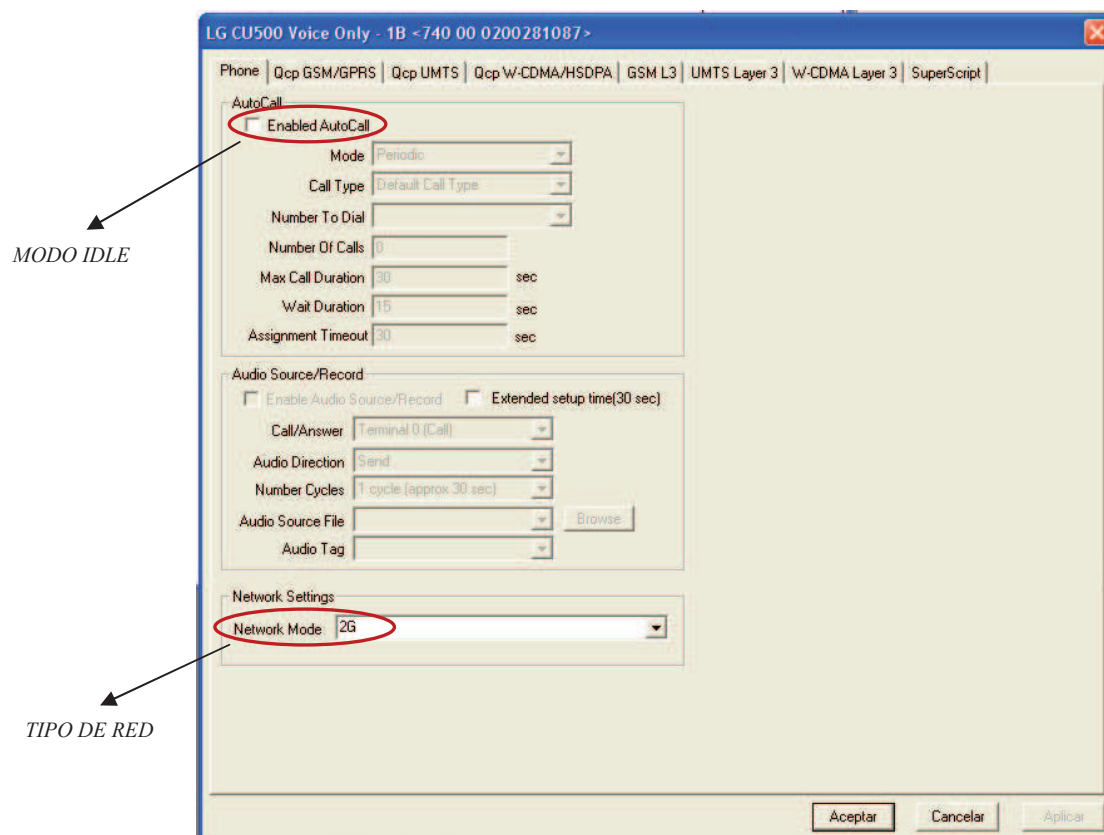 LG CU500 Voice Only - 1B <740 00 0200281087>
Phone Qcp GSM/GPRS Qcp UMTS Qcp W-CDMA/HSDPA GSM L3 UMTS Layer 3 W-CDMA Layer 3 SuperScript
AutoCall
Enabled AutoCall
Mode Periodic
Call Type Default Call Type
Number To Dial
Number Of Calls 0
Max Call Duration 30 sec
Wait Duration 15 sec
Assignment Timeout 30 sec
MODO IDLE
Audio Source/Record
Enable Audio Source/Record Extended setup time(30 sec)
Call/Answer Terminal 0 (Call)
Audio Direction Send
Number Cycles 1 cycle (approx 30 sec)
Audio Source File Browse
Audio Tag
Network Settings
Network Mode 2G
TIPO DE RED
Aceptar Cancelar Aplicar